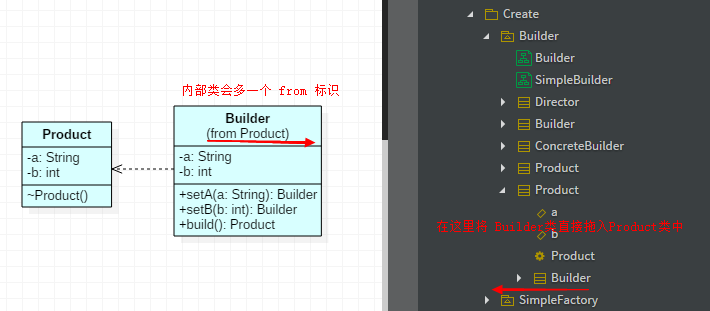 内部类会多一个 from 标识
Product
-a: String
-b: int
~Product()
Builder
(from Product)
-a: String
-b: int
+setA(a: String): Builder
+setB(b: int): Builder
+build(): Product
Create
Builder
Builder
SimpleBuilder
Director
Builder
ConcreteBuilder
Product
Product
a
在这里将 Builder类直接拖入Product类中
b
Product
Builder
SimpleFactory